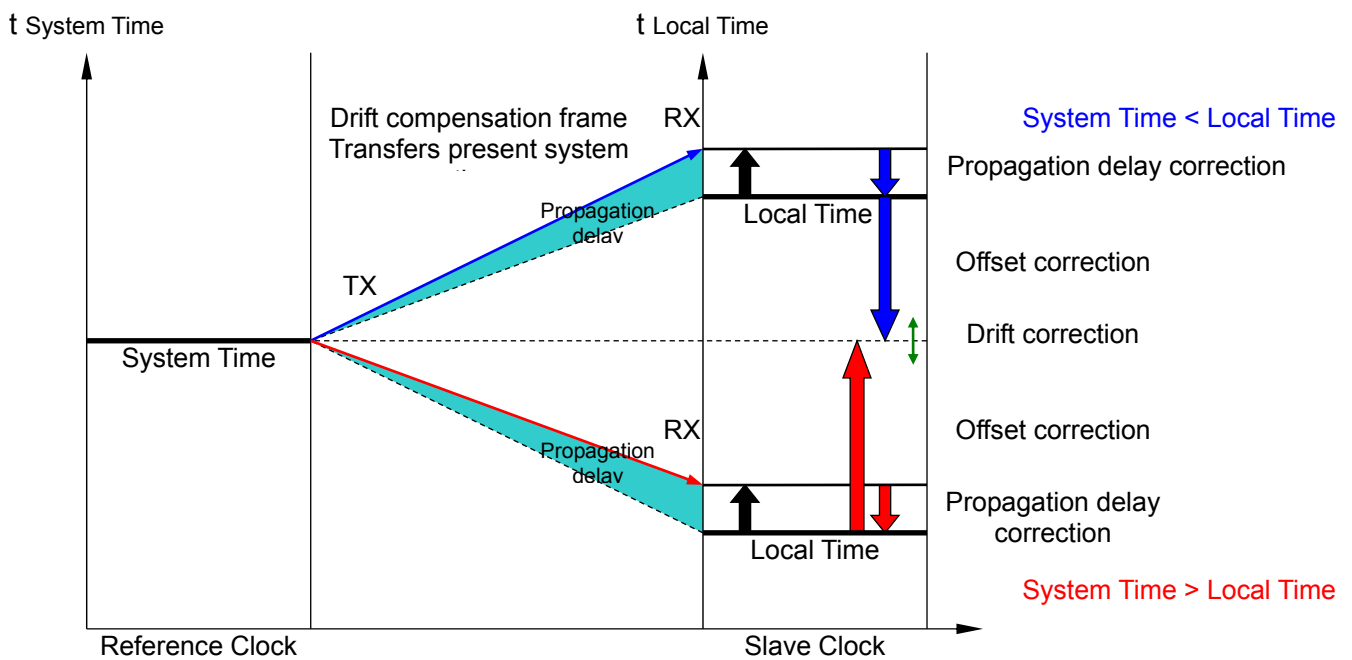 t System Time
t Local Time
Drift compensation frame
Transfers present system
RX
System Time < Local Time
Propagation delay correction
Local Time
Propagation
TX
Offset correction
Drift correction
System Time
RX
Offset correction
Propagation
Propagation delay
correction
Local Time
System Time > Local Time
Reference Clock
Slave Clock